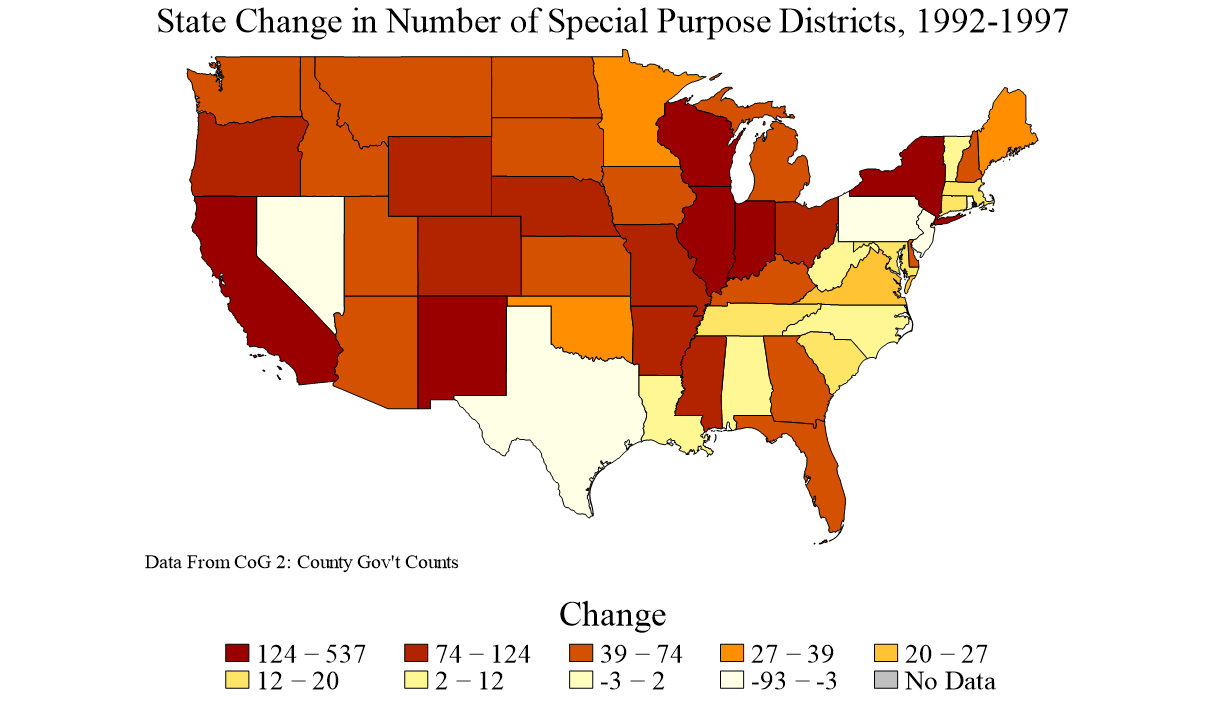 State Change in Number of Special Purpose Districts, 1992-1997
Data From CoG 2: County Gov't Counts
Change
124 − 537 74 − 124 39 − 74 27 − 39 20 − 27
12 − 20 2 − 12 -3 − 2 -93 − -3 No Data